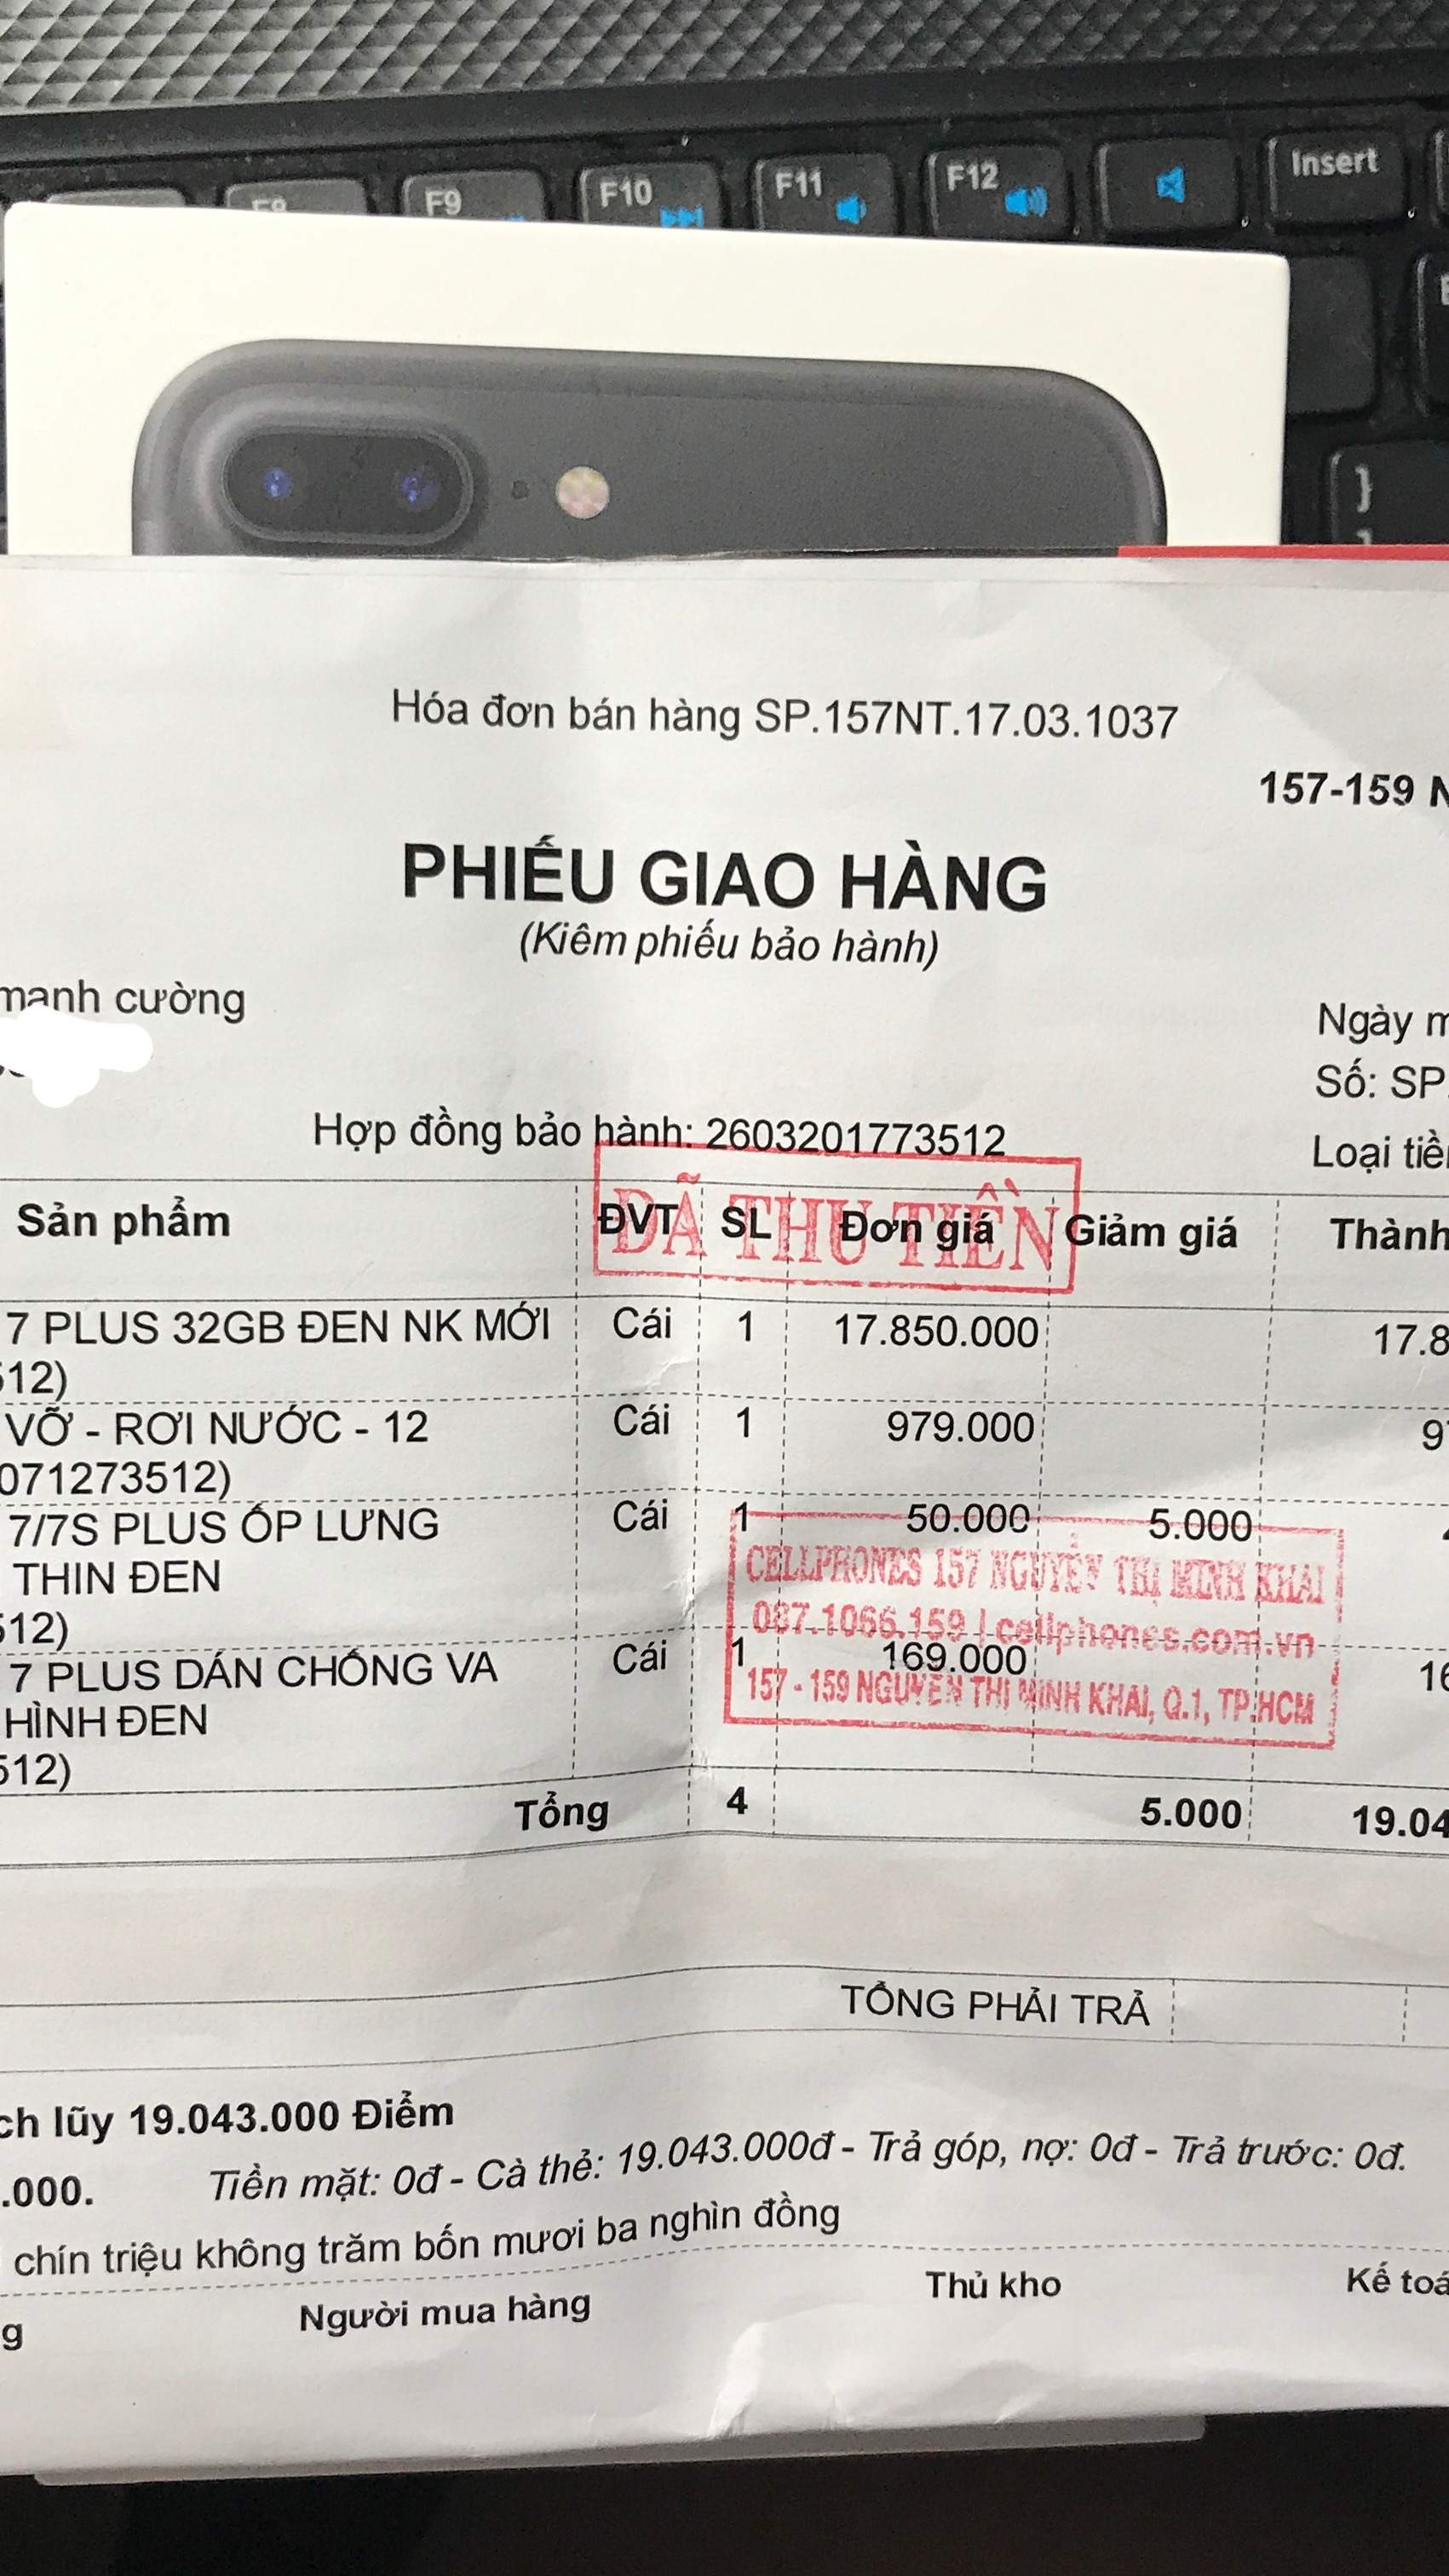 F9
F10
F11
F12
Insert
}
Hóa đơn bán hàng SP.157NT.17.03.1037
157-159 N
PHIẾU GIAO HÀNG
(Kiêm phiếu bảo hành)
manh cường
Ngày m
Số: SP.
Hợp đồng bảo hành: 2603201773512
Loại tiề
ĐÃ THU TIỀN
Sản phẩm ĐVT SL Đơn giá Giảm giá Thành
7 PLUS 32GB ĐEN NK MỚI Cái 1 17.850.000 17.8
512)
VỠ - RƠI NƯỚC - 12 Cái 1 979.000 97
071273512)
7/7S PLUS ỐP LƯNG Cái 1 50.000 5.000
THIN ĐEN
512)
CELLPHONES 157 NGUYỄN THỊ MINH KHAI
087.1066.159 / cellphones.com.vn
157 - 159 NGUYỄN THỊ MINH KHAI, Q.1, TP.HCM
7 PLUS DÁN CHỐNG VA Cái 1 169.000 16
HÌNH ĐEN
512)
Tổng 4 5.000 19.04
TỔNG PHẢI TRẢ
ch lũy 19.043.000 Điểm
.000. Tiền mặt: 0đ - Cà thẻ: 19.043.000đ - Trả góp, nợ: 0đ - Trả trước: 0đ.
chín triệu không trăm bốn mươi ba nghìn đồng
g Người mua hàng Thủ kho Kế toá